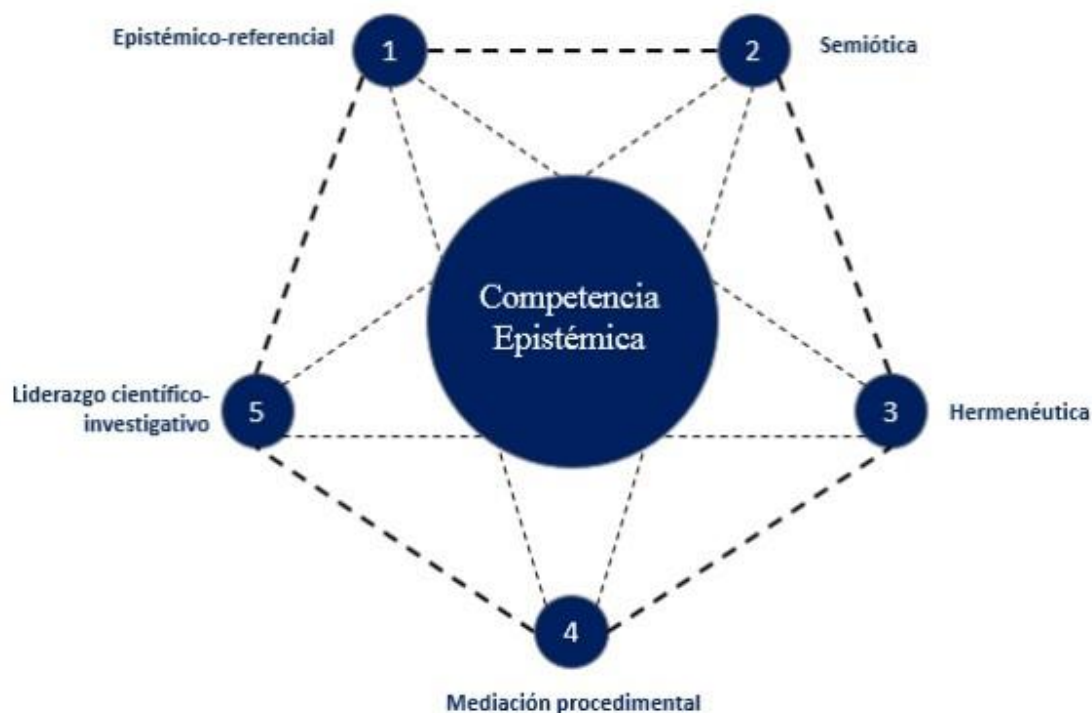 Epistémico-referencial
1
2
Semiótica
Competencia
Epistémica
Liderazgo científico-
investigativo
5
3
Hermenéutica
4
Mediación procedimental